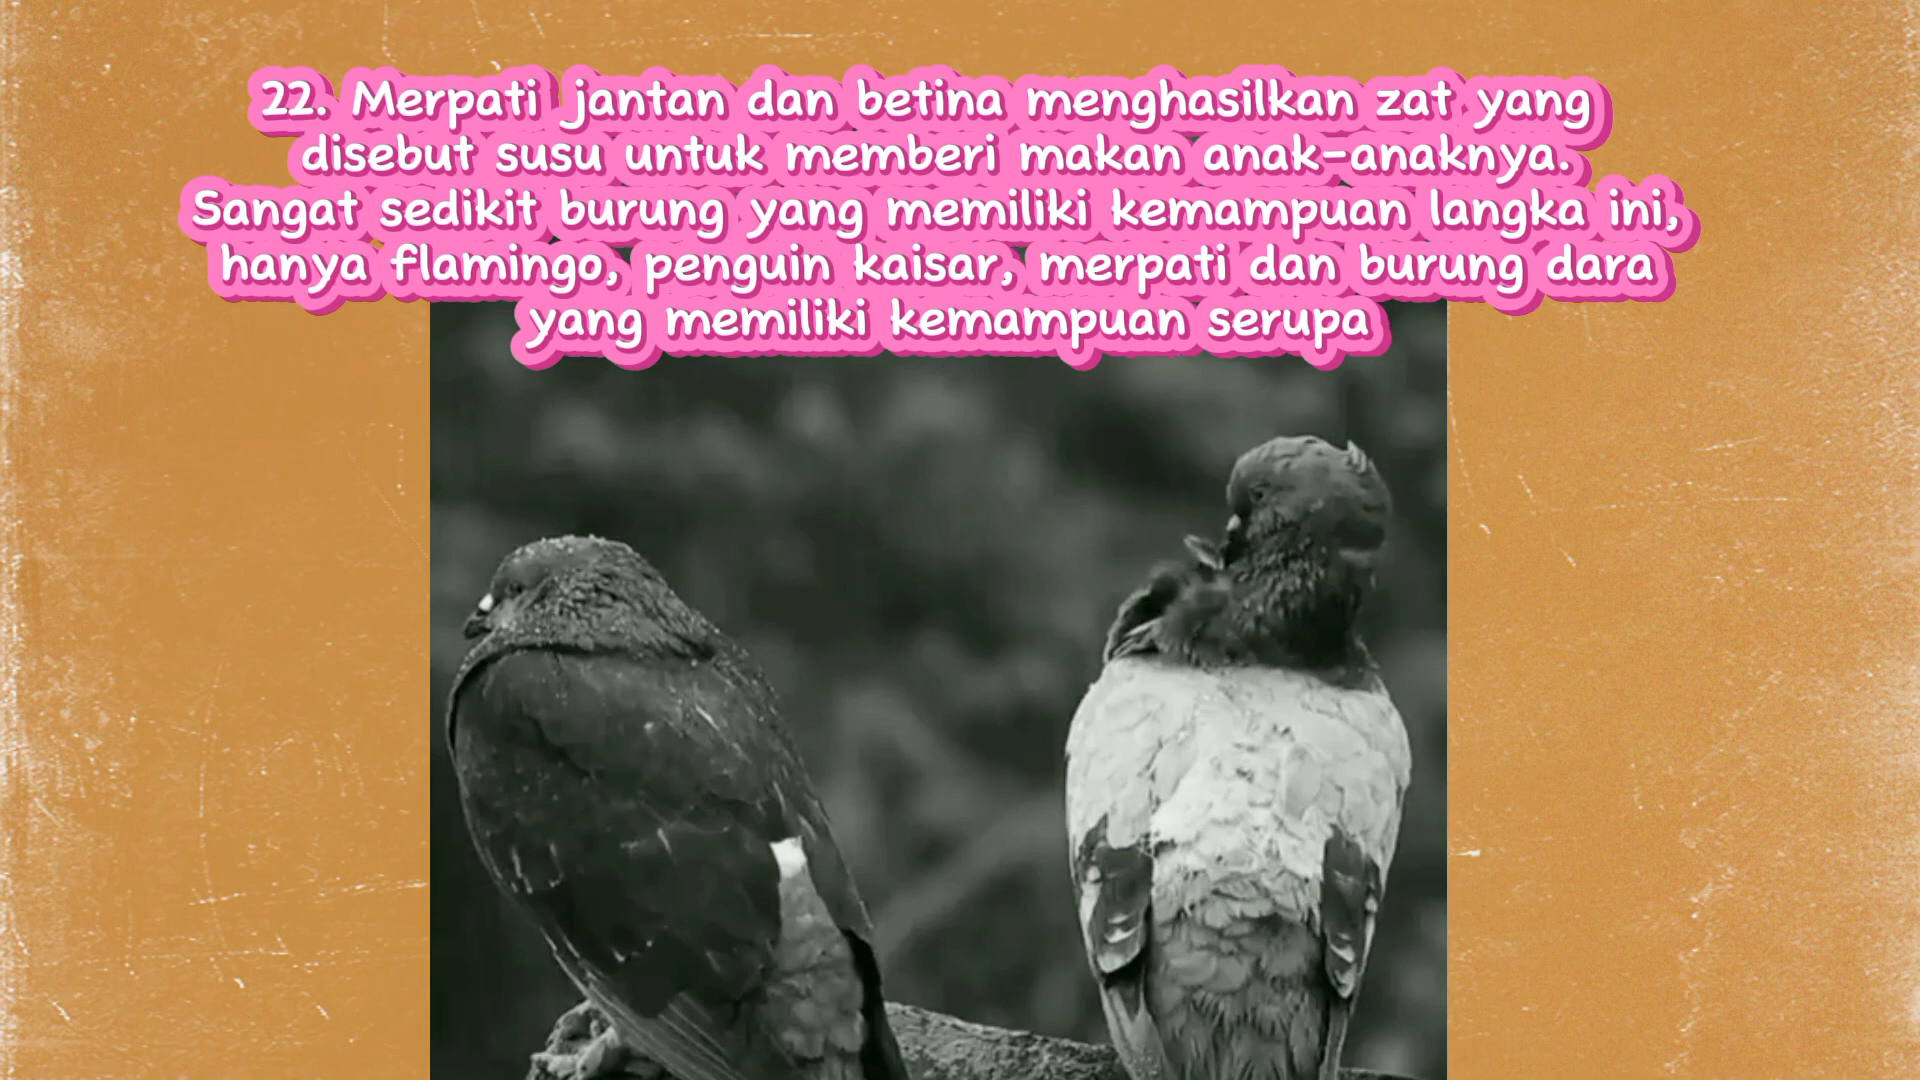 22. Merpati jantan dan betina menghasilkan zat yang
disebut susu untuk memberi makan anak-anaknya.
Sangat sedikit burung yang memiliki kemampuan langka ini,
hanya flamingo, penguin kaisar, merpati dan burung dara
yang memiliki kemampuan serupa